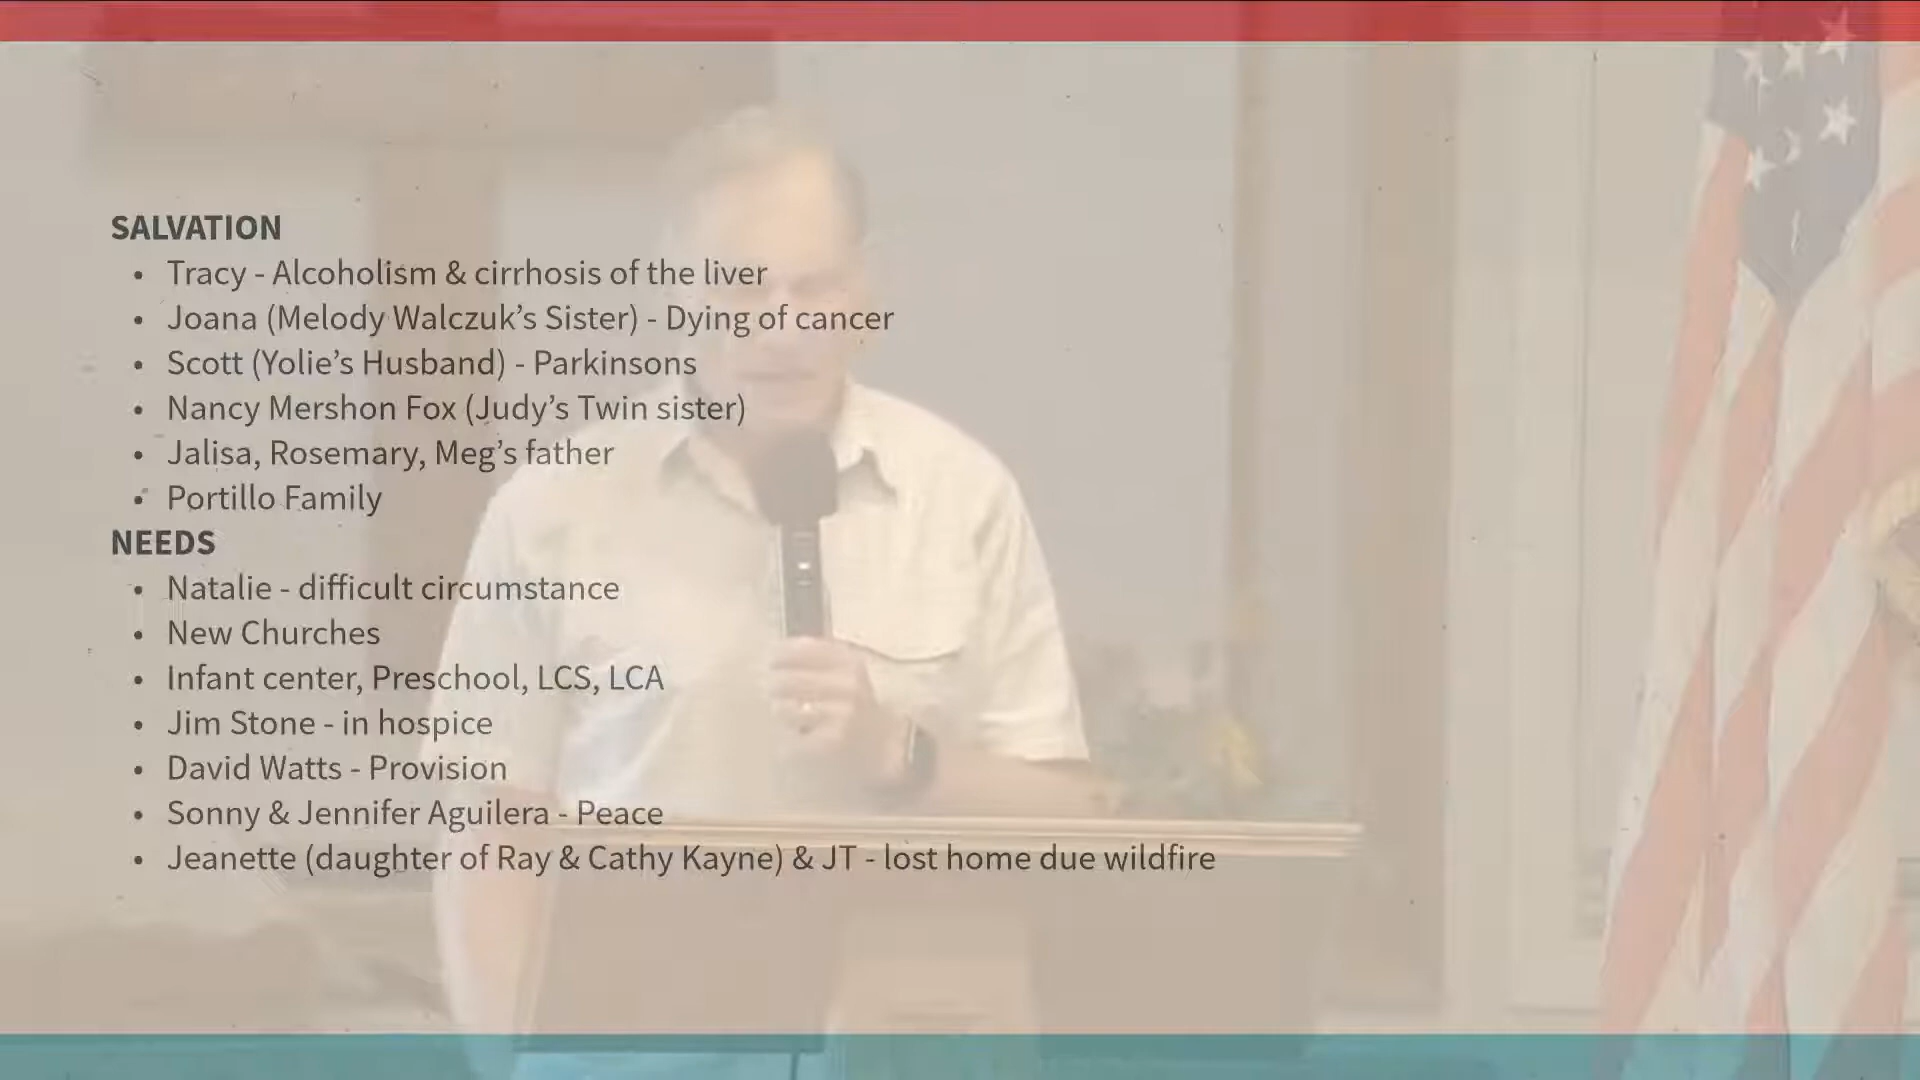 SALVATION
• Tracy - Alcoholism & cirrhosis of the liver
• Joana (Melody Walczuk’s Sister) - Dying of cancer
• Scott (Yolie’s Husband) - Parkinsons
• Nancy Mershon Fox (Judy’s Twin sister)
• Jalisa, Rosemary, Meg’s father
• Portillo Family
NEEDS
• Natalie - difficult circumstance
• New Churches
• Infant center, Preschool, LCS, LCA
• Jim Stone - in hospice
• David Watts - Provision
• Sonny & Jennifer Aguilera - Peace
• Jeanette (daughter of Ray & Cathy Kayne) & JT - lost home due wildfire